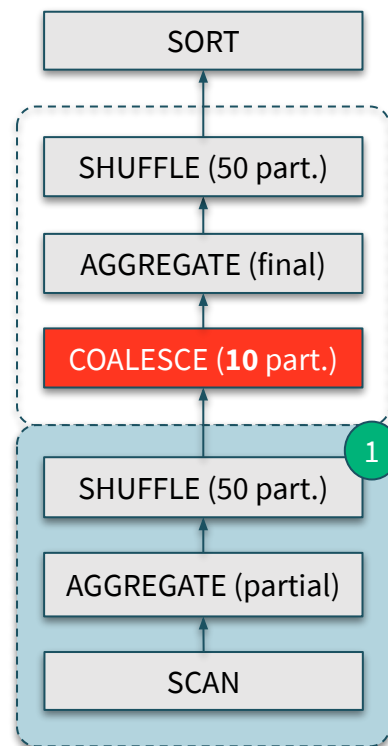 SORT
SHUFFLE (50 part.)
AGGREGATE (final)
COALESCE (10 part.)
1
SHUFFLE (50 part.)
AGGREGATE (partial)
SCAN